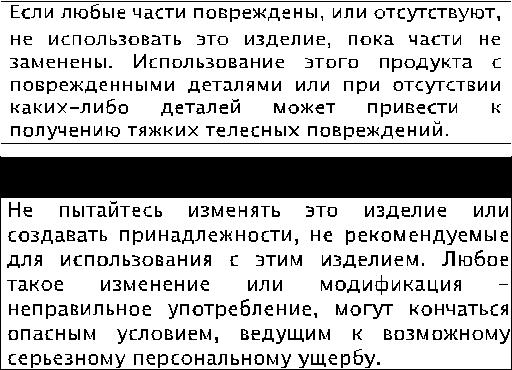 Если любые части повреждены, или отсутствуют,
не использовать это изделие, пока части не
заменены. Использование этого продукта с
поврежденными деталями или при отсутствии
каких-либо деталей может привести к
получению тяжких телесных повреждений.
Не пытайтесь изменять это изделие или
создавать принадлежности, не рекомендуемые
для использования с этим изделием. Любое
такое изменение или модификация –
неправильное употребление, могут кончаться
опасным условием, ведущим к возможному
серьезному персональному ущербу.